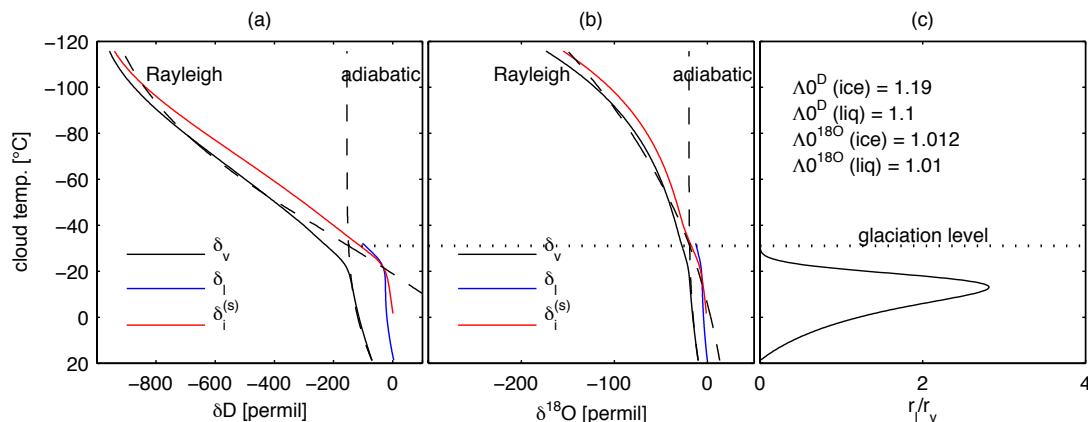 (a)
(b)
(c)
−120
−100
−80
−60
−40
−20
0
20
cloud temp. [°C]
Rayleigh
adiabatic
δv
δl
δi(s)
−800 −600 −400 −200 0
δD [permil]
Rayleigh
adiabatic
δv
δl
δi(s)
−200 −100 0
δ18O [permil]
Λ0D (ice) = 1.19
Λ0D (liq) = 1.1
Λ018O (ice) = 1.012
Λ018O (liq) = 1.01
glaciation level
0 2 4
rl/rv